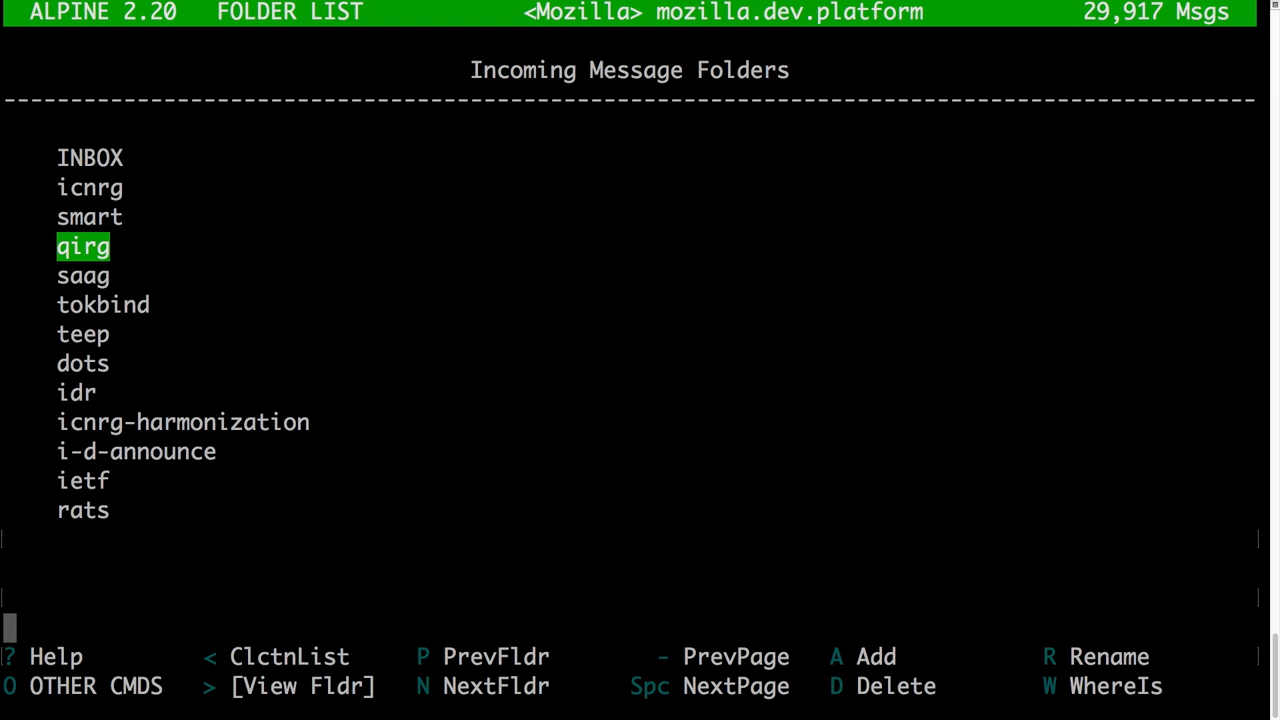 ALPINE 2.20   FOLDER LIST   <Mozilla> mozilla.dev.platform   29,917 Msgs
Incoming Message Folders
--------------------------------------------------------------------------------
INBOX
icnrg
smart
qirg
saag
tokbind
teep
dots
idr
icnrg-harmonization
i-d-announce
ietf
rats
? Help   < ClctnList   P PrevFldr   - PrevPage   A Add   R Rename
O OTHER CMDS   > [View Fldr]   N NextFldr   Spc NextPage   D Delete   W WhereIs